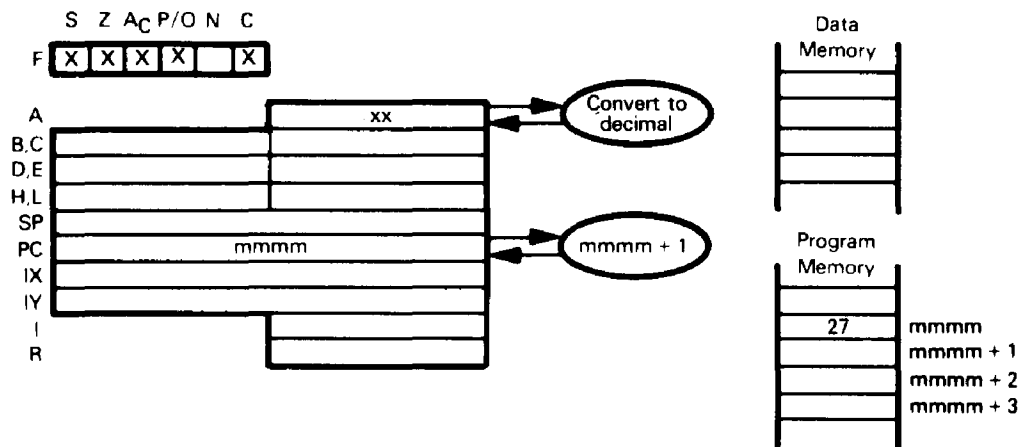 S Z AC P/O N C
F X X X X X
A xx
B,C
D,E
H,L
SP
PC mmmm
IX
IY
I
R
Convert to
decimal
mmmm + 1
Data
Memory
Program
Memory
27 mmmm
mmmm + 1
mmmm + 2
mmmm + 3